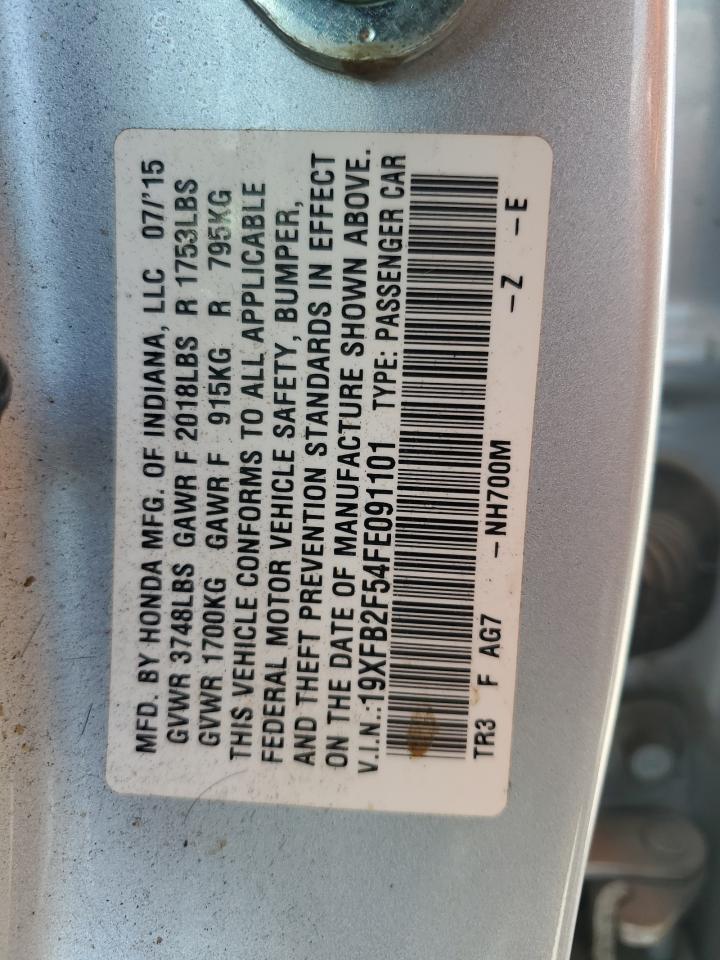 MFD. BY HONDA MFG. OF INDIANA, LLC 07/'15
GVWR 3748LBS GAWR F 2018LBS R 1753LBS
GVWR 1700KG GAWR F 915KG R 795KG
THIS VEHICLE CONFORMS TO ALL APPLICABLE
FEDERAL MOTOR VEHICLE SAFETY, BUMPER,
AND THEFT PREVENTION STANDARDS IN EFFECT
ON THE DATE OF MANUFACTURE SHOWN ABOVE.
V.I.N.:19XFB2F54FE091101 TYPE: PASSENGER CAR
TR3 F AG7 -NH700M -Z -E